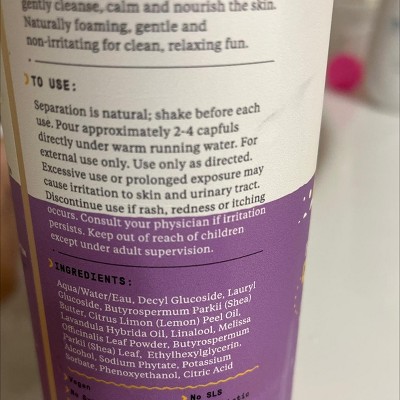 gently cleanse, calm and nourish the skin.
Naturally foaming, gentle and
non-irritating for clean, relaxing fun.
TO USE:
Separation is natural; shake before each
use. Pour approximately 2-4 capfuls
directly under warm running water. For
external use only. Use only as directed.
Excessive use or prolonged exposure may
cause irritation to skin and urinary tract.
Discontinue use if rash, redness or itching
occurs. Consult your physician if irritation
persists. Keep out of reach of children
except under adult supervision.
INGREDIENTS:
Aqua/Water/Eau, Decyl Glucoside, Lauryl
Glucoside, Butyrospermum Parkii (Shea)
Butter, Citrus Limon (Lemon) Peel Oil,
Lavandula Hybrida Oil, Linalool, Melissa
Officinalis Leaf Powder, Butyrospermum
Parkii (Shea) Leaf, Ethylhexylglycerin,
Alcohol, Sodium Phytate, Potassium
Sorbate, Phenoxyethanol, Citric Acid
Vegan
No SLS